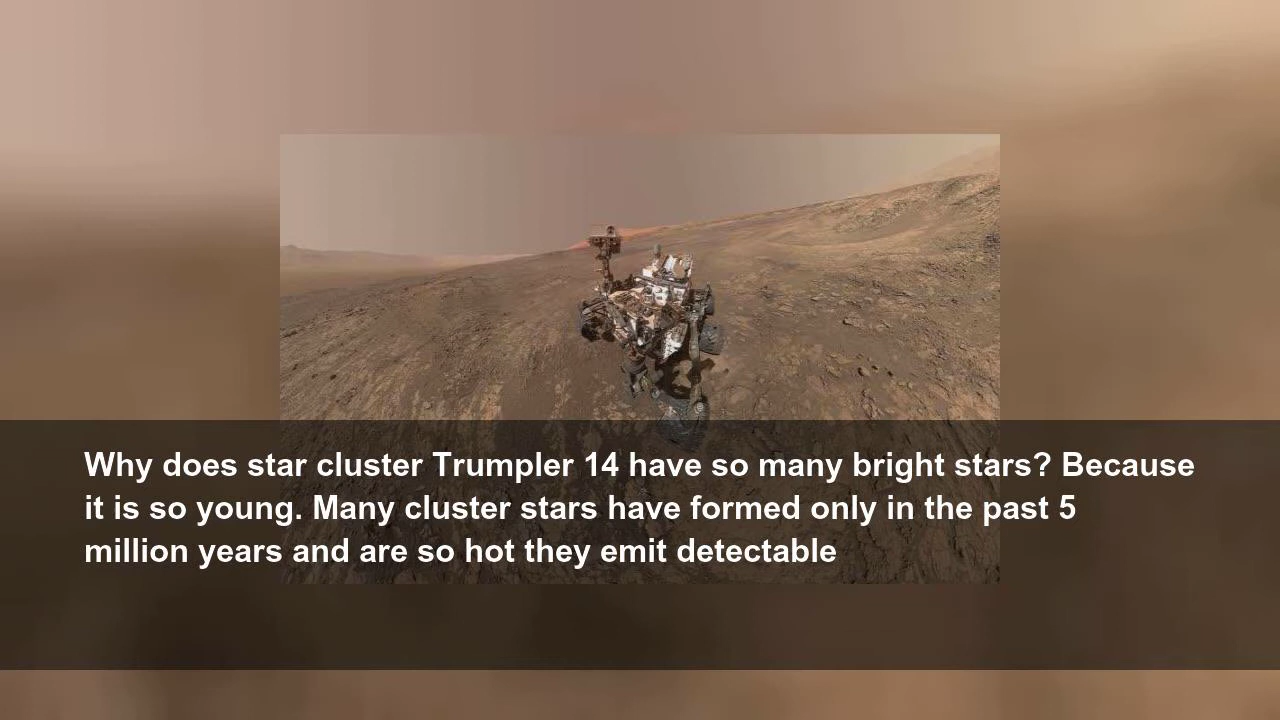 Why does star cluster Trumpler 14 have so many bright stars? Because
it is so young. Many cluster stars have formed only in the past 5
million years and are so hot they emit detectable